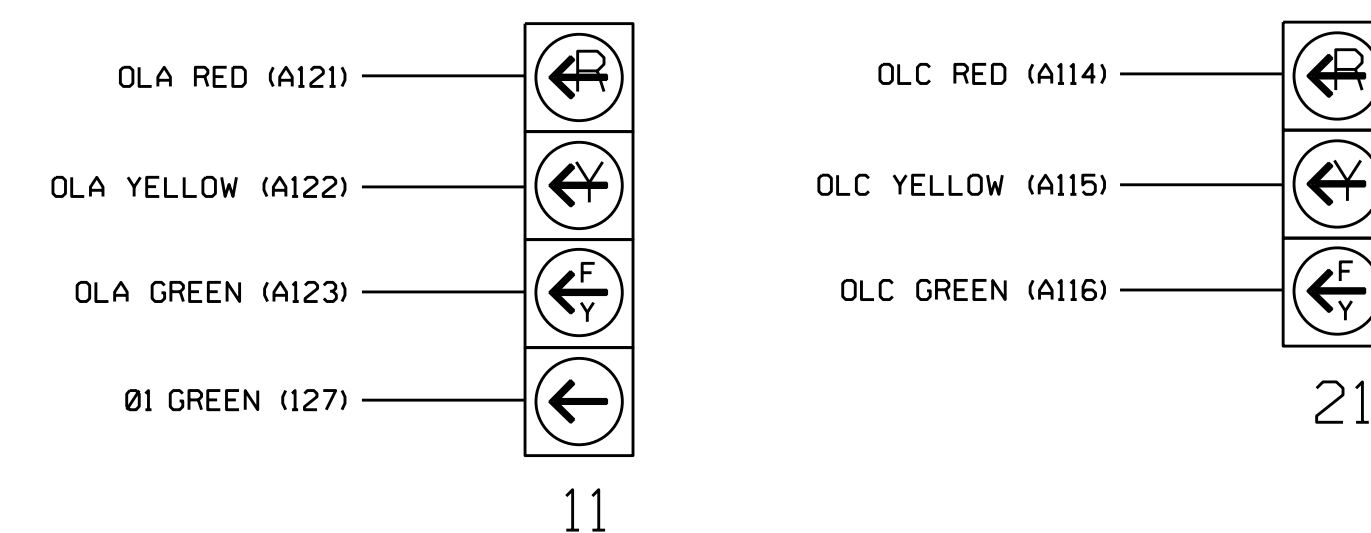 OLA RED (A121)
R
OLA YELLOW (A122)
Y
OLA GREEN (A123)
F
Y
Ø1 GREEN (127)
11
OLC RED (A114)
R
OLC YELLOW (A115)
Y
OLC GREEN (A116)
F
Y
21